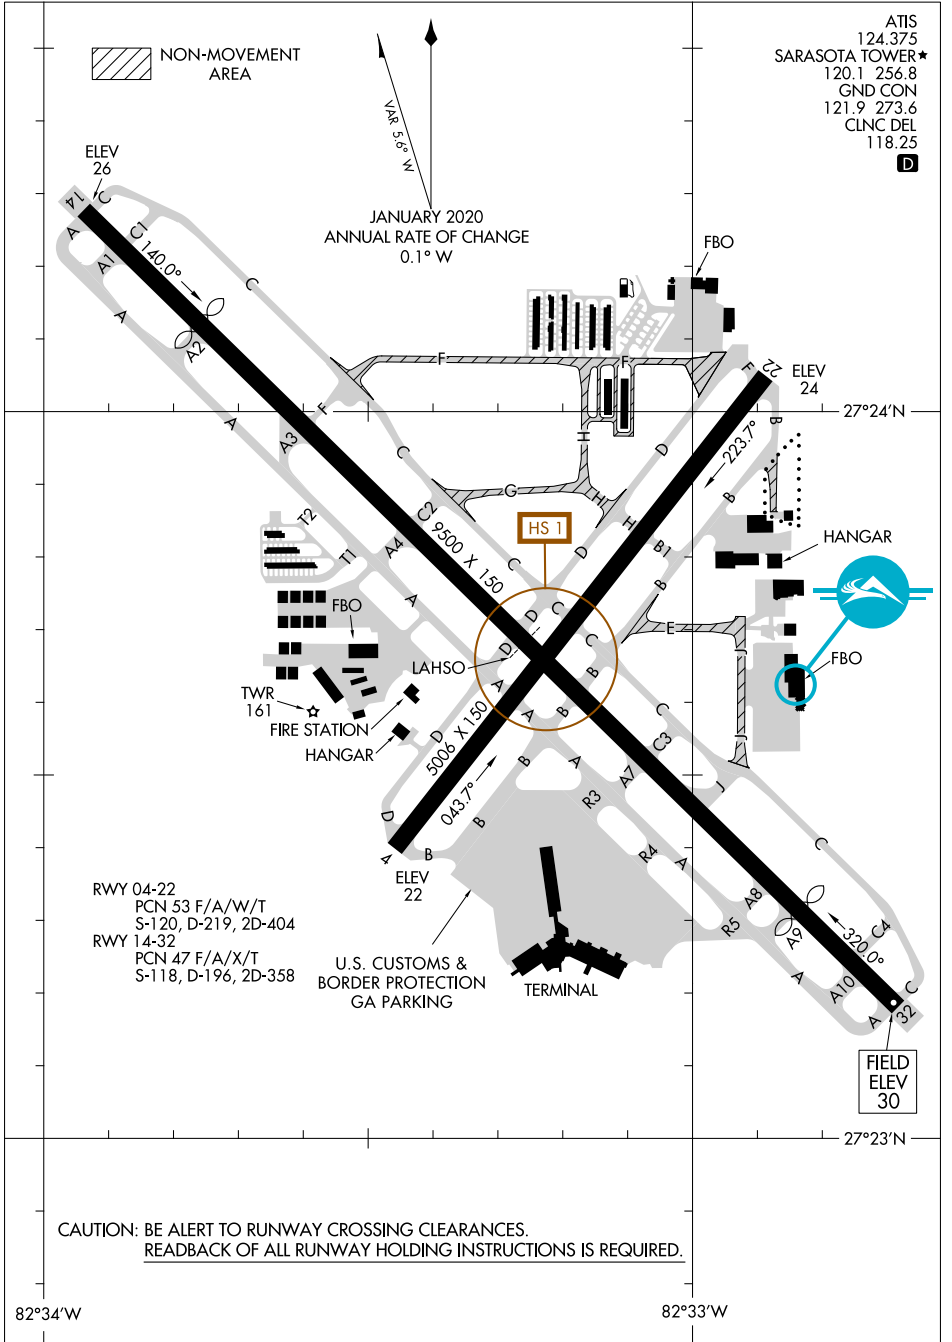 NON-MOVEMENT
AREA
VAR 5.6° W
JANUARY 2020
ANNUAL RATE OF CHANGE
0.1° W
ATIS
124.375
SARASOTA TOWER★
120.1 256.8
GND CON
121.9 273.6
CLNC DEL
118.25
D
ELEV
26
14
C
A
A1
C1
140.0°
C
A
A2
FBO
F
F
F
22
ELEV
24
27°24'N
F
A
A3
H
D
B
223.7°
C
G
H
B
T2
C2
H
HS 1
HANGAR
T1
A4
9500 X 150
C
D
B1
B
A
FBO
D
C
C
E
J
LAHSO
D
B
FBO
TWR
161
A
A
B
C
FIRE STATION
HANGAR
D
5006 X 150
B
A
A7
C3
J
J
043.7°
R3
D
B
B
4
ELEV
22
R4
A
C
RWY 04-22
PCN 53 F/A/W/T
S-120, D-219, 2D-404
RWY 14-32
PCN 47 F/A/X/T
S-118, D-196, 2D-358
R5
A8
A9
320.0°
C4
U.S. CUSTOMS &
BORDER PROTECTION
GA PARKING
TERMINAL
A
A10
C
A
32
FIELD
ELEV
30
27°23'N
CAUTION: BE ALERT TO RUNWAY CROSSING CLEARANCES.
READBACK OF ALL RUNWAY HOLDING INSTRUCTIONS IS REQUIRED.
82°34'W
82°33'W